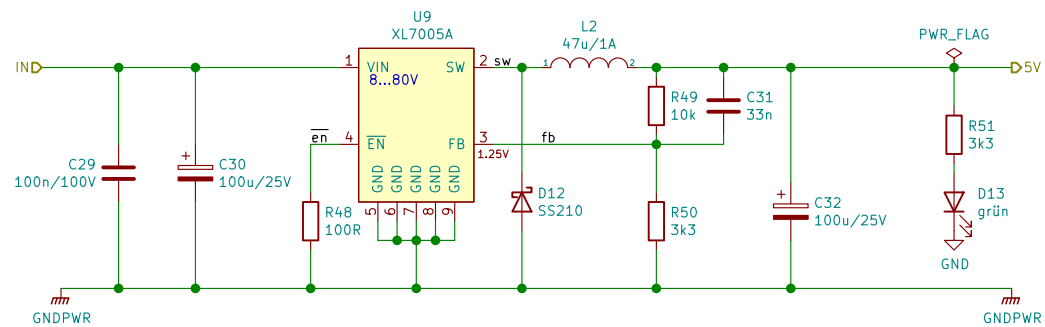 U9
XL7005A
L2
47u/1A
PWR_FLAG
IN
1
VIN
SW
2
sw
1
2
5V
8...80V
R49
10k
C31
33n
en
4
EN
FB
3
fb
1.25V
R51
3k3
C29
100n/100V
C30
100u/25V
GND
GND
GND
GND
GND
D12
SS210
D13
grün
R48
100R
5
6
7
8
9
R50
3k3
C32
100u/25V
GND
GNDPWR
GNDPWR